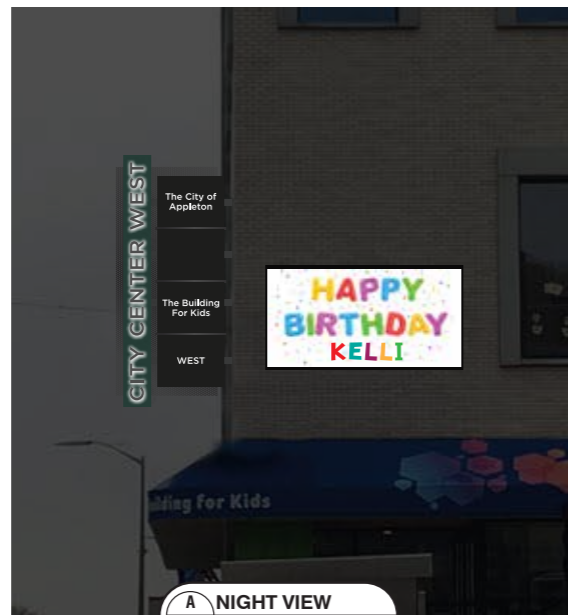 CITY CENTER WEST
The City of
Appleton
The Building
For Kids
WEST
HAPPY
BIRTHDAY
KELLI
For Kids
A
NIGHT VIEW